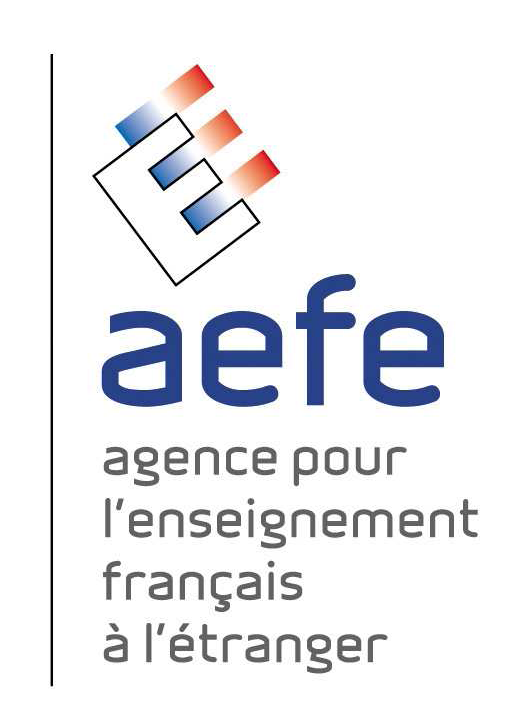 E
aefe
agence pour
l'enseignement
français
à l'étranger